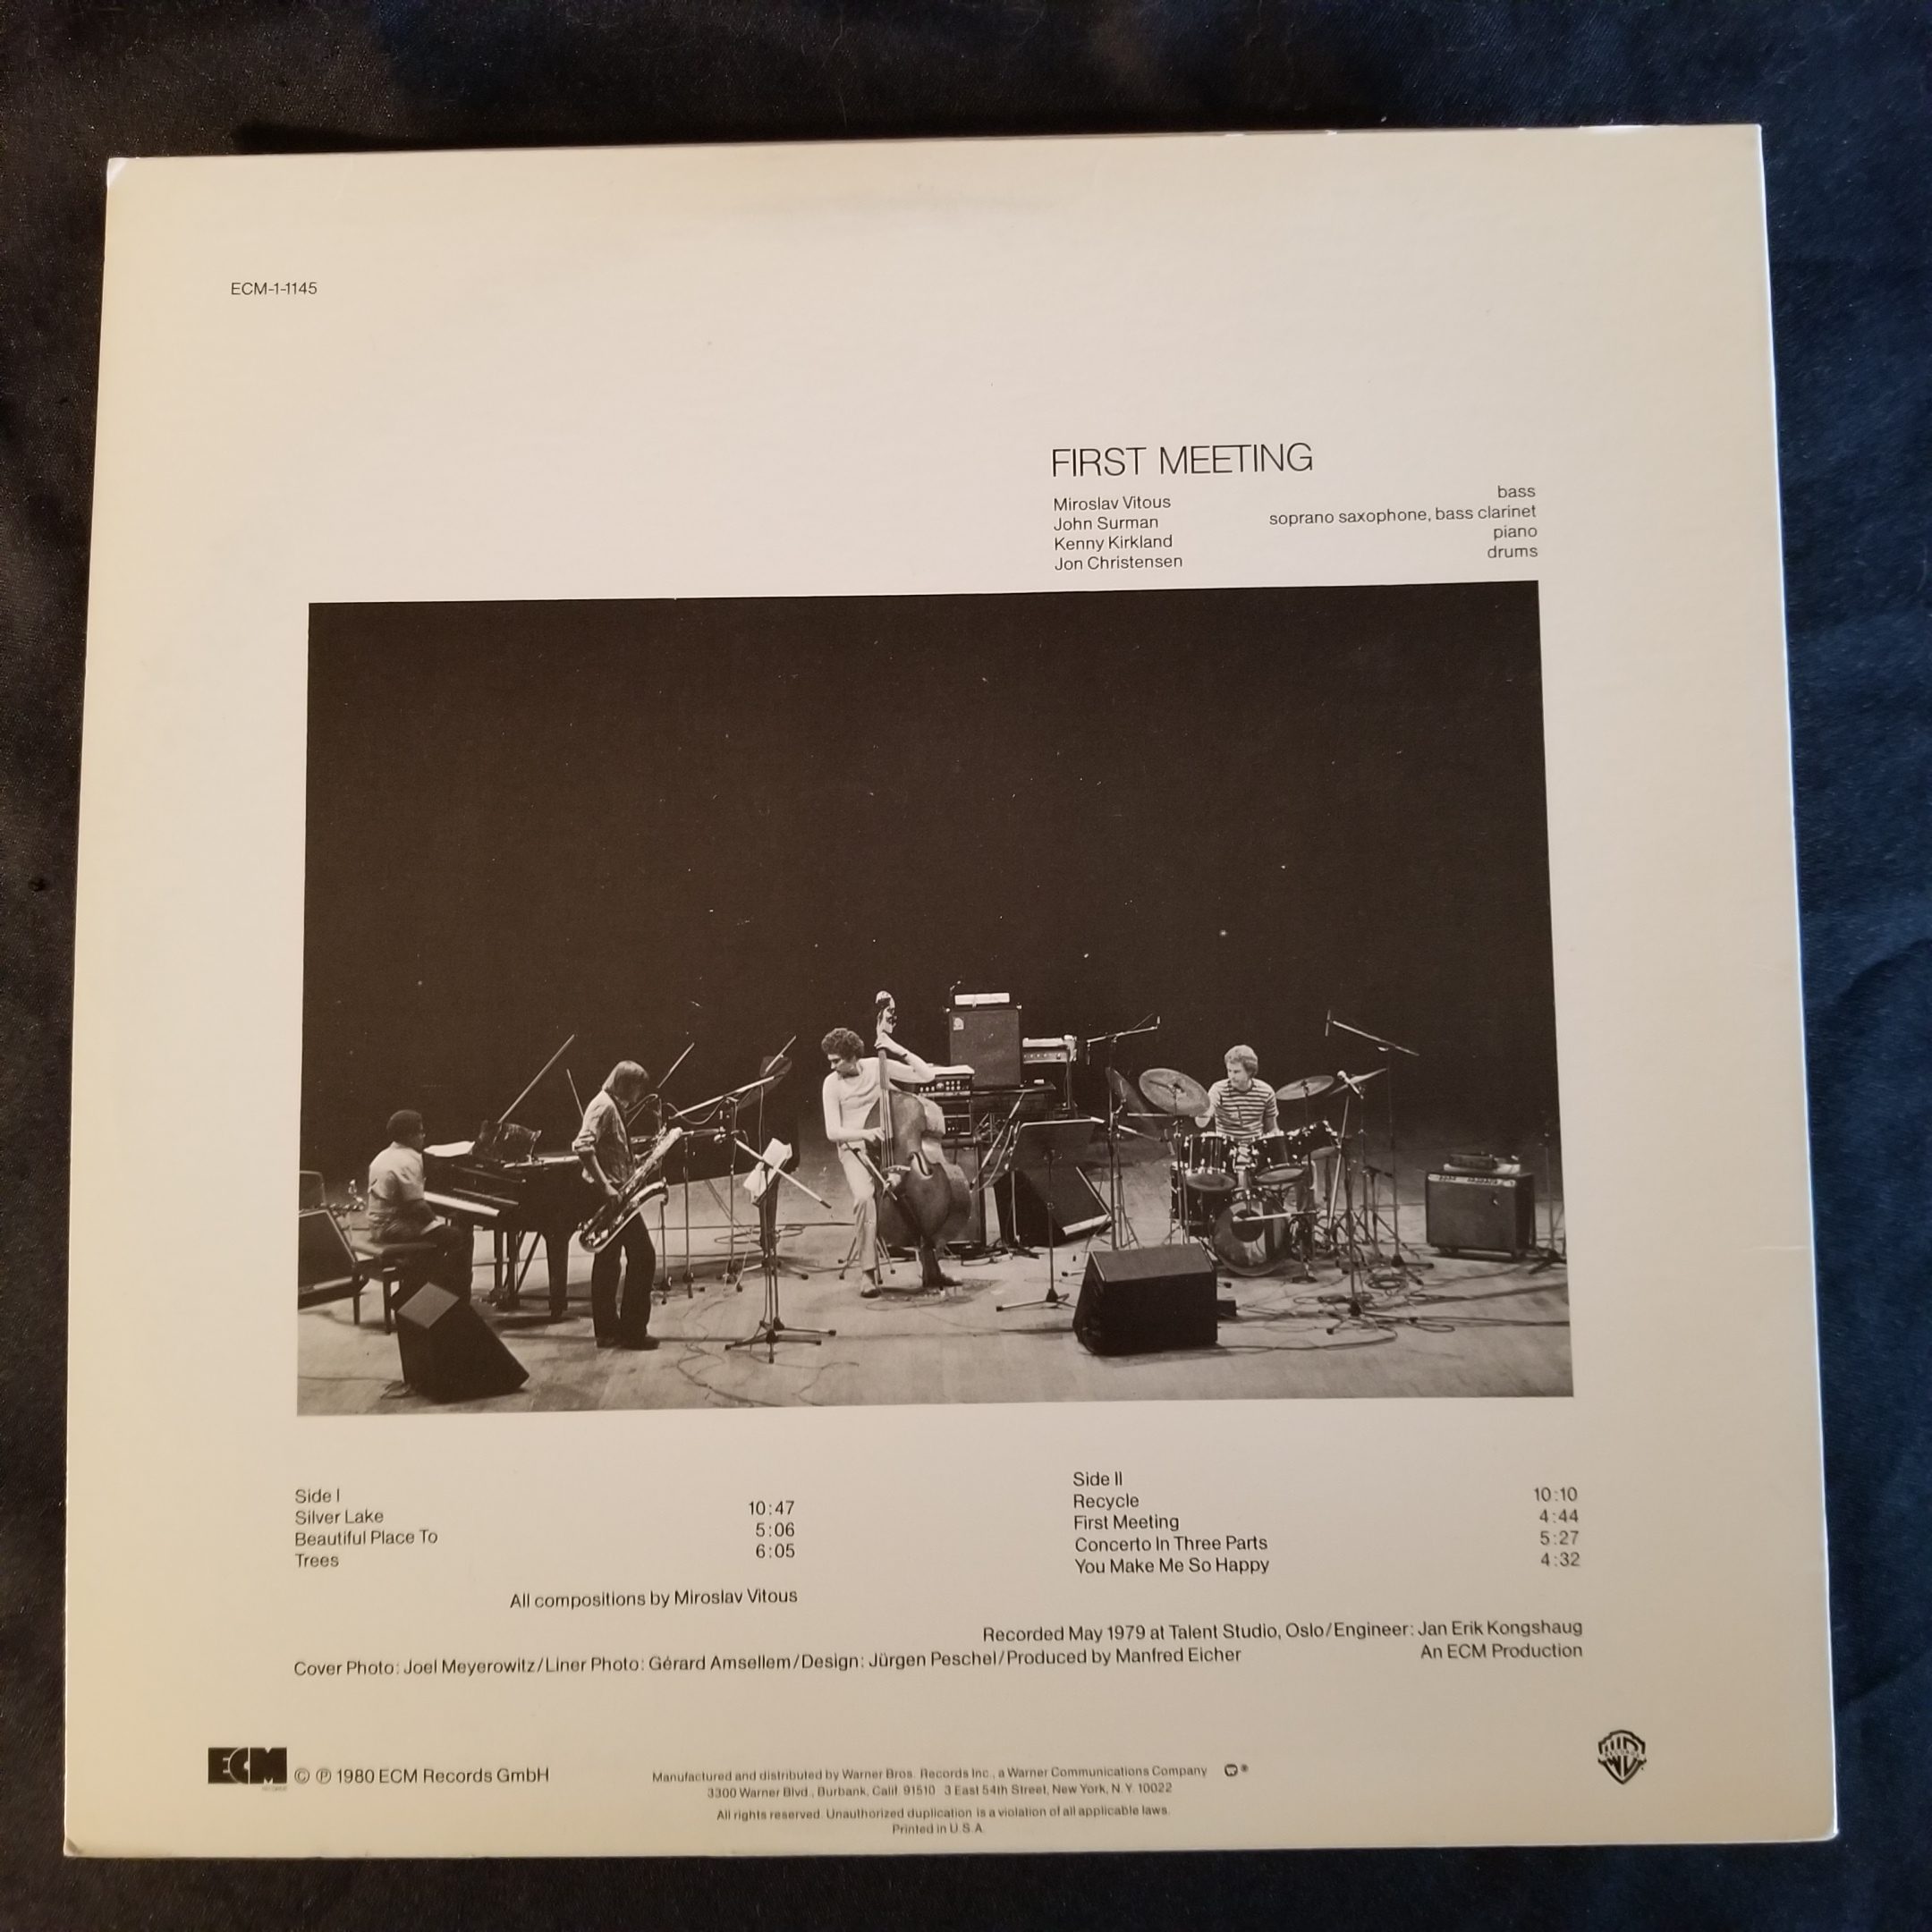 ECM-1-1145
FIRST MEETING
Miroslav Vitous bass
John Surman soprano saxophone, bass clarinet
Kenny Kirkland piano
Jon Christensen drums
Side I
Silver Lake 10:47
Beautiful Place To 5:06
Trees 6:05
All compositions by Miroslav Vitous
Side II
Recycle 10:10
First Meeting 4:44
Concerto In Three Parts 5:27
You Make Me So Happy 4:32
Recorded May 1979 at Talent Studio, Oslo/Engineer: Jan Erik Kongshaug
Cover Photo: Joel Meyerowitz/Liner Photo: Gérard Amsellem/Design: Jürgen Peschel/Produced by Manfred Eicher An ECM Production
ECM © ℗ 1980 ECM Records GmbH
Manufactured and distributed by Warner Bros. Records Inc., a Warner Communications Company
3300 Warner Blvd., Burbank, Calif. 91510 3 East 54th Street, New York, N.Y. 10022
All rights reserved. Unauthorized duplication is a violation of all applicable laws.
Printed in U.S.A.